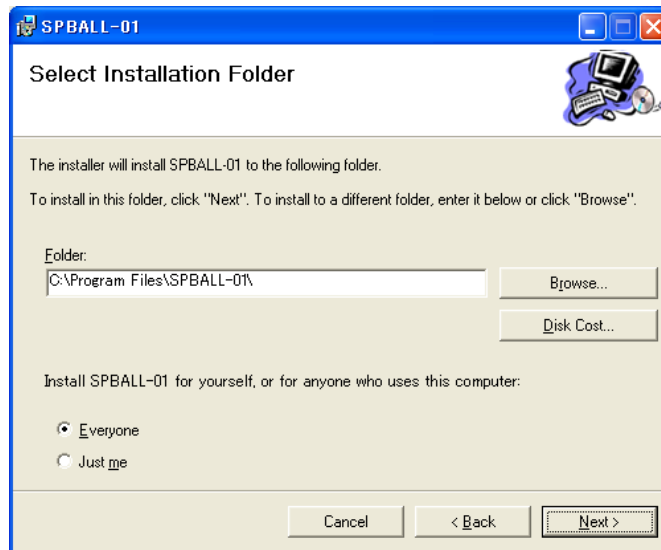 SPBALL-01
Select Installation Folder
The installer will install SPBALL-01 to the following folder.
To install in this folder, click "Next". To install to a different folder, enter it below or click "Browse".
Folder:
C:\Program Files\SPBALL-01\
Browse...
Disk Cost...
Install SPBALL-01 for yourself, or for anyone who uses this computer:
Everyone
Just me
Cancel
< Back
Next >